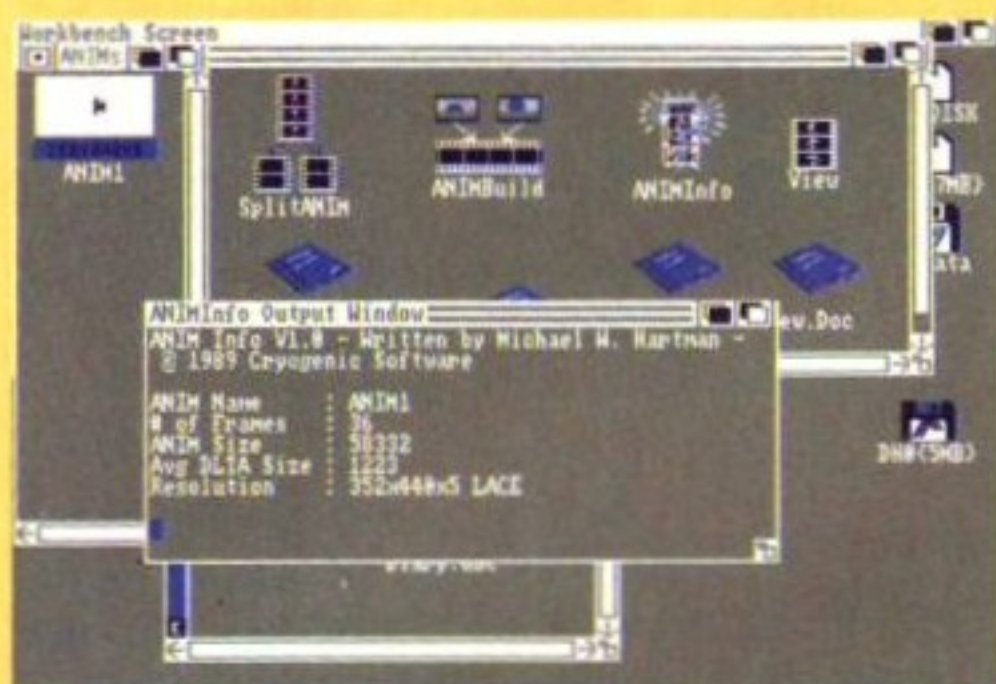 Workbench Screen
ANIMs
ANIM1
SplitANIM
ANIMBuild
ANIMInfo
View
DISK
7MB)
ATA
ew.Doc
ANIMInfo Output Window
ANIM Info V1.0 - Written by Michael W. Hartman -
© 1989 Cryogenic Software
ANIM Name : ANIM1
# of Frames : 36
ANIM Size : 58332
Avg DLTA Size : 1223
Resolution : 352x440x5 LACE
DH0(5MB)